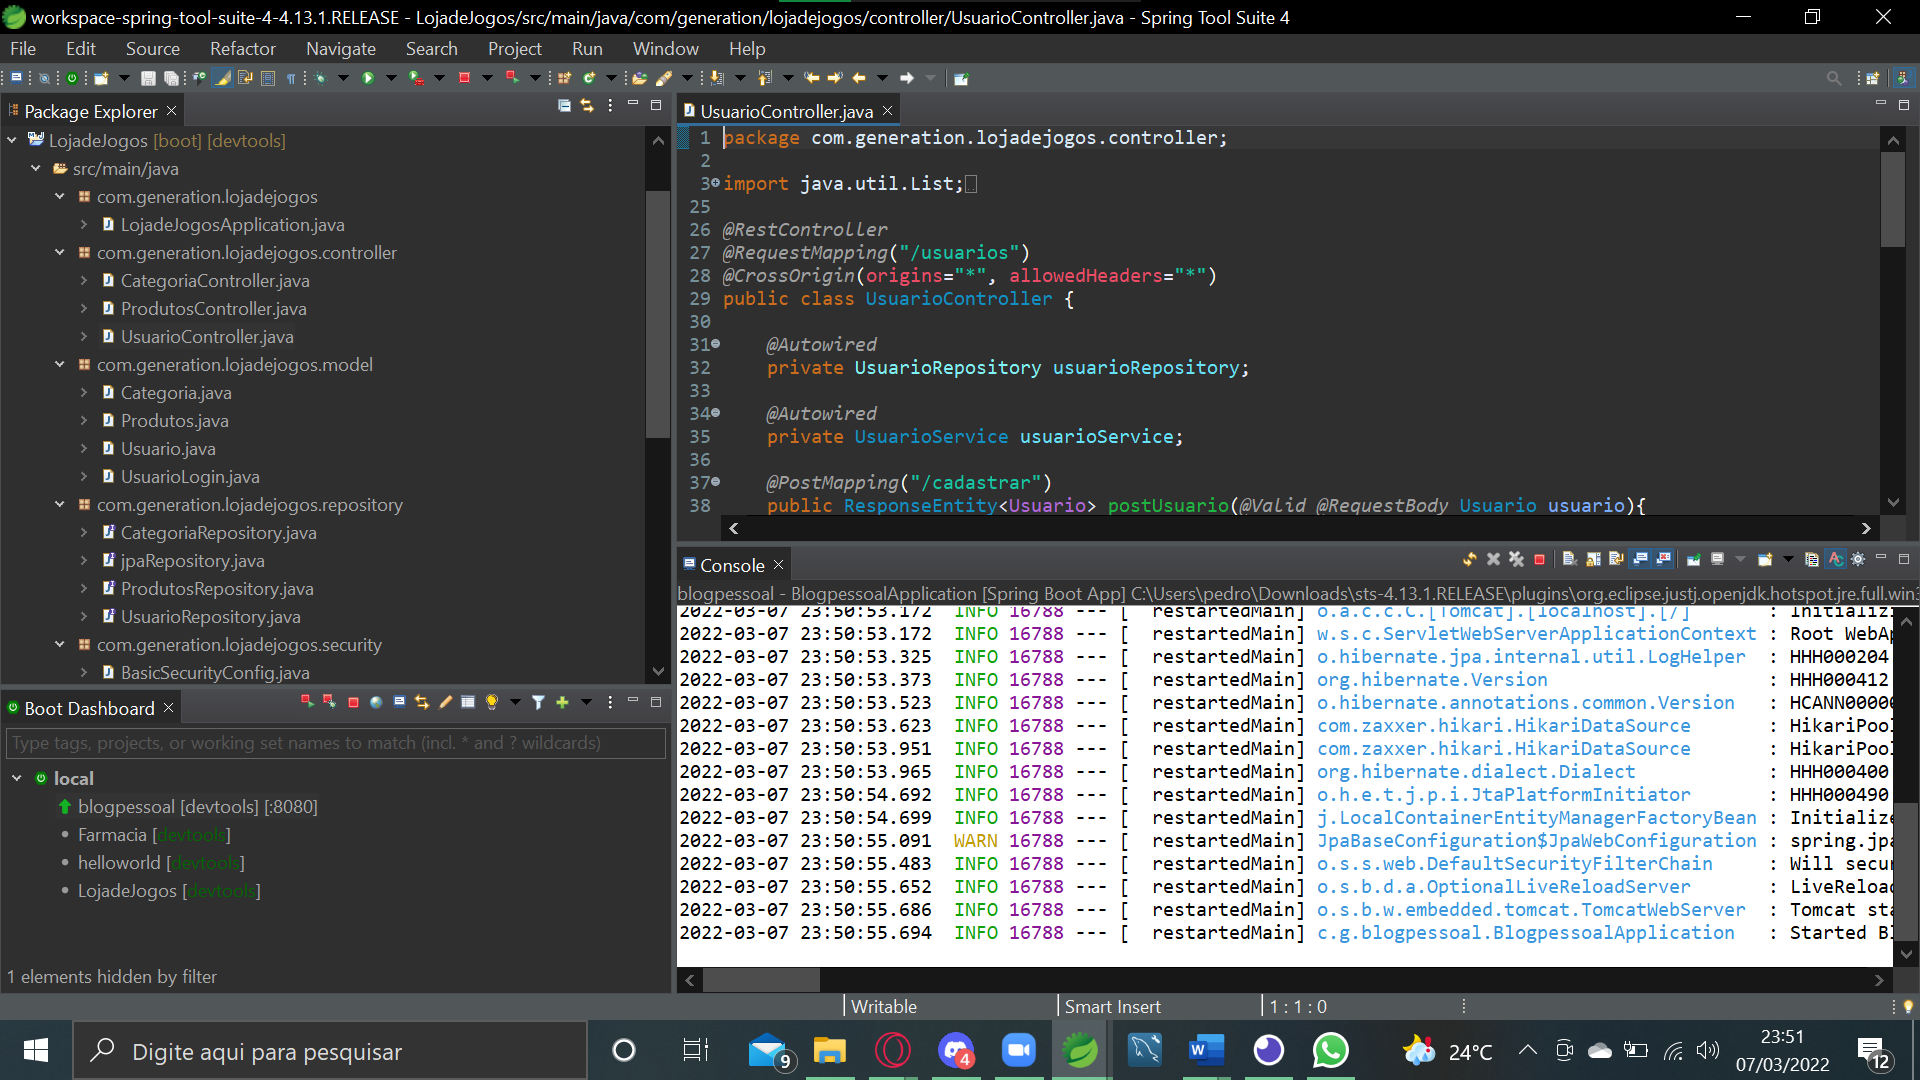 workspace-spring-tool-suite-4-4.13.1.RELEASE - LojadeJogos/src/main/java/com/generation/lojadejogos/controller/UsuarioController.java - Spring Tool Suite 4
File Edit Source Refactor Navigate Search Project Run Window Help
Package Explorer
LojadeJogos [boot] [devtools]
src/main/java
com.generation.lojadejogos
LojadeJogosApplication.java
com.generation.lojadejogos.controller
CategoriaController.java
ProdutosController.java
UsuarioController.java
com.generation.lojadejogos.model
Categoria.java
Produtos.java
Usuario.java
UsuarioLogin.java
com.generation.lojadejogos.repository
CategoriaRepository.java
jpaRepository.java
ProdutosRepository.java
UsuarioRepository.java
com.generation.lojadejogos.security
BasicSecurityConfig.java
Boot Dashboard
Type tags, projects, or working set names to match (incl. * and ? wildcards)
local
blogpessoal [devtools] [:8080]
Farmacia [devtools]
helloworld [devtools]
LojadeJogos [devtools]
1 elements hidden by filter
UsuarioController.java
1 package com.generation.lojadejogos.controller;
2
3 import java.util.List;
25
26 @RestController
27 @RequestMapping("/usuarios")
28 @CrossOrigin(origins="*", allowedHeaders="*")
29 public class UsuarioController {
30
31 @Autowired
32 private UsuarioRepository usuarioRepository;
33
34 @Autowired
35 private UsuarioService usuarioService;
36
37 @PostMapping("/cadastrar")
38 public ResponseEntity<Usuario> postUsuario(@Valid @RequestBody Usuario usuario){
Console
blogpessoal - BlogpessoalApplication [Spring Boot App] C:\Users\pedro\Downloads\sts-4.13.1.RELEASE\plugins\org.eclipse.justj.openjdk.hotspot.jre.full.win3
2022-03-07 23:50:53.172 INFO 16788 --- [ restartedMain] o.a.c.c.C.[Tomcat].[localhost].[/] : Initializi
2022-03-07 23:50:53.172 INFO 16788 --- [ restartedMain] w.s.c.ServletWebServerApplicationContext : Root WebAp
2022-03-07 23:50:53.325 INFO 16788 --- [ restartedMain] o.hibernate.jpa.internal.util.LogHelper : HHH000204
2022-03-07 23:50:53.373 INFO 16788 --- [ restartedMain] org.hibernate.Version : HHH000412
2022-03-07 23:50:53.523 INFO 16788 --- [ restartedMain] o.hibernate.annotations.common.Version : HCANN00000
2022-03-07 23:50:53.623 INFO 16788 --- [ restartedMain] com.zaxxer.hikari.HikariDataSource : HikariPool
2022-03-07 23:50:53.951 INFO 16788 --- [ restartedMain] com.zaxxer.hikari.HikariDataSource : HikariPool
2022-03-07 23:50:53.965 INFO 16788 --- [ restartedMain] org.hibernate.dialect.Dialect : HHH000400
2022-03-07 23:50:54.692 INFO 16788 --- [ restartedMain] o.h.e.t.j.p.i.JtaPlatformInitiator : HHH000490
2022-03-07 23:50:54.699 INFO 16788 --- [ restartedMain] j.LocalContainerEntityManagerFactoryBean : Initialize
2022-03-07 23:50:55.091 WARN 16788 --- [ restartedMain] JpaBaseConfiguration$JpaWebConfiguration : spring.jpa
2022-03-07 23:50:55.483 INFO 16788 --- [ restartedMain] o.s.s.web.DefaultSecurityFilterChain : Will secur
2022-03-07 23:50:55.652 INFO 16788 --- [ restartedMain] o.s.b.d.a.OptionalLiveReloadServer : LiveReload
2022-03-07 23:50:55.686 INFO 16788 --- [ restartedMain] o.s.b.w.embedded.tomcat.TomcatWebServer : Tomcat sta
2022-03-07 23:50:55.694 INFO 16788 --- [ restartedMain] c.g.blogpessoal.BlogpessoalApplication : Started Bl
Writable Smart Insert 1 : 1 : 0
Digite aqui para pesquisar
9
4
24°C
23:51
07/03/2022
12